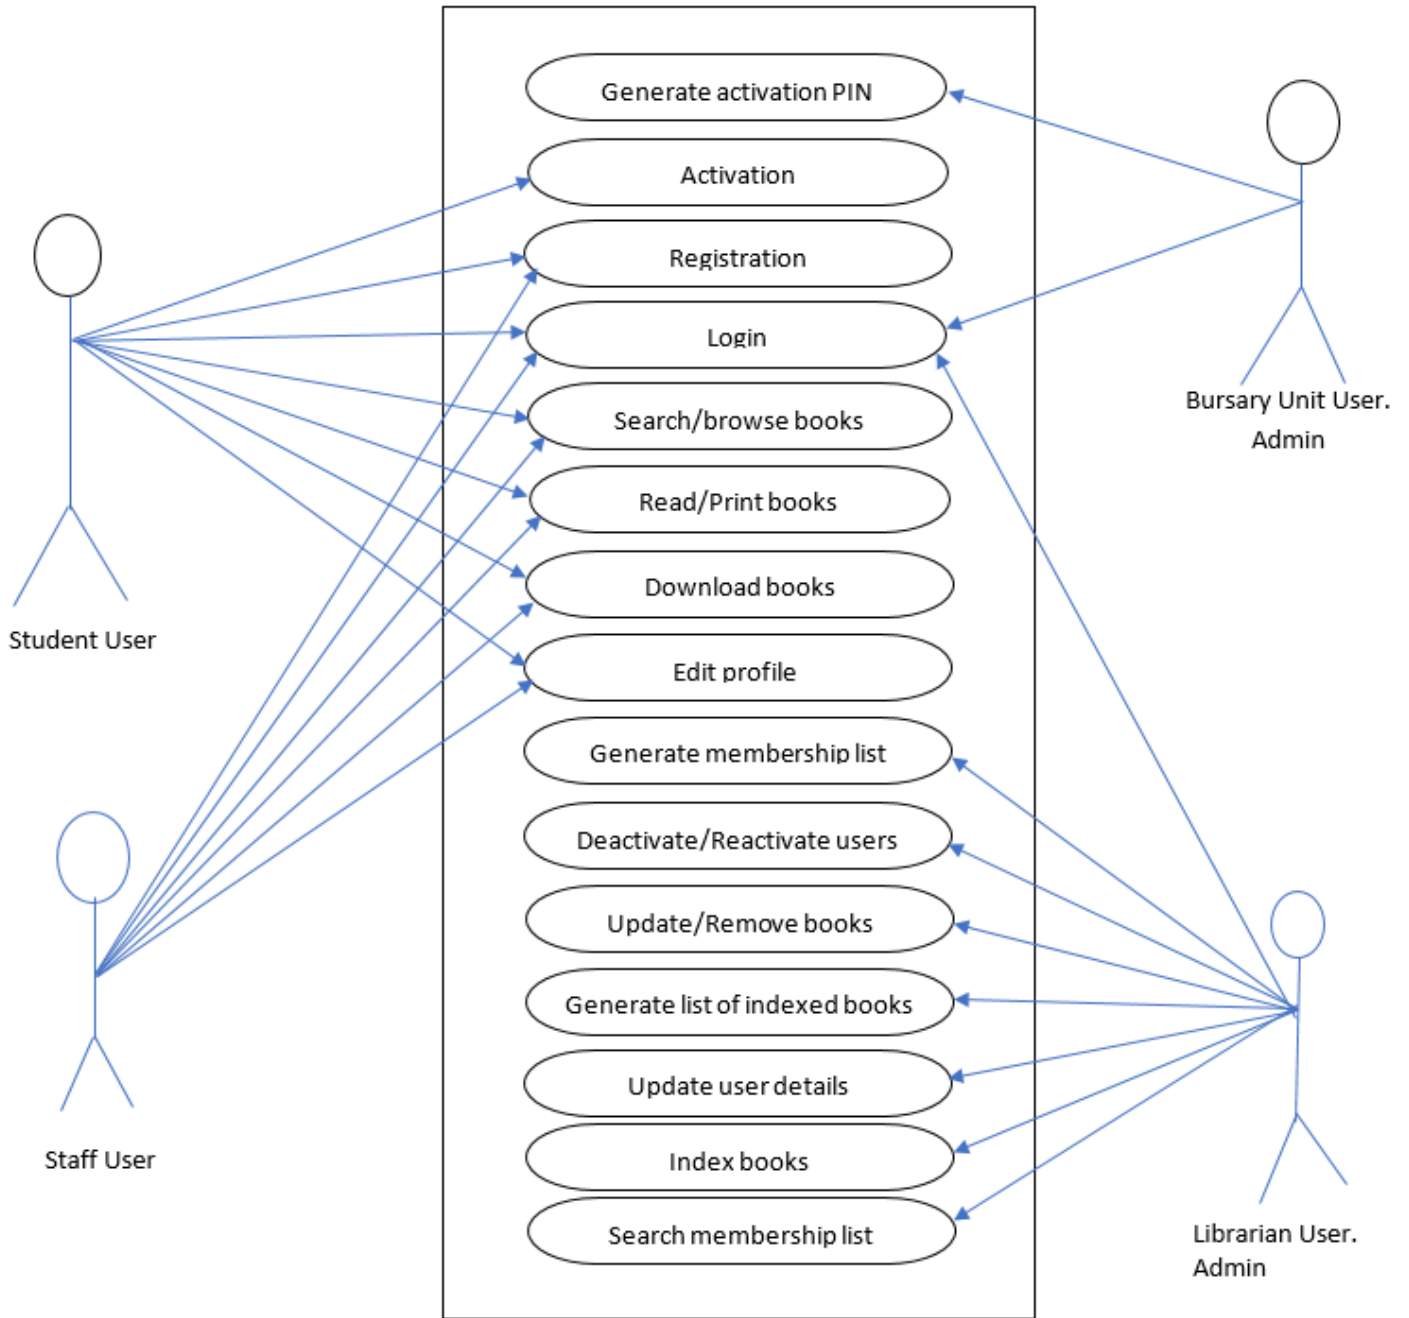 Generate activation PIN
Activation
Registration
Login
Search/browse books
Read/Print books
Download books
Edit profile
Generate membership list
Deactivate/Reactivate users
Update/Remove books
Generate list of indexed books
Update user details
Index books
Search membership list
Student User
Staff User
Bursary Unit User.
Admin
Librarian User.
Admin